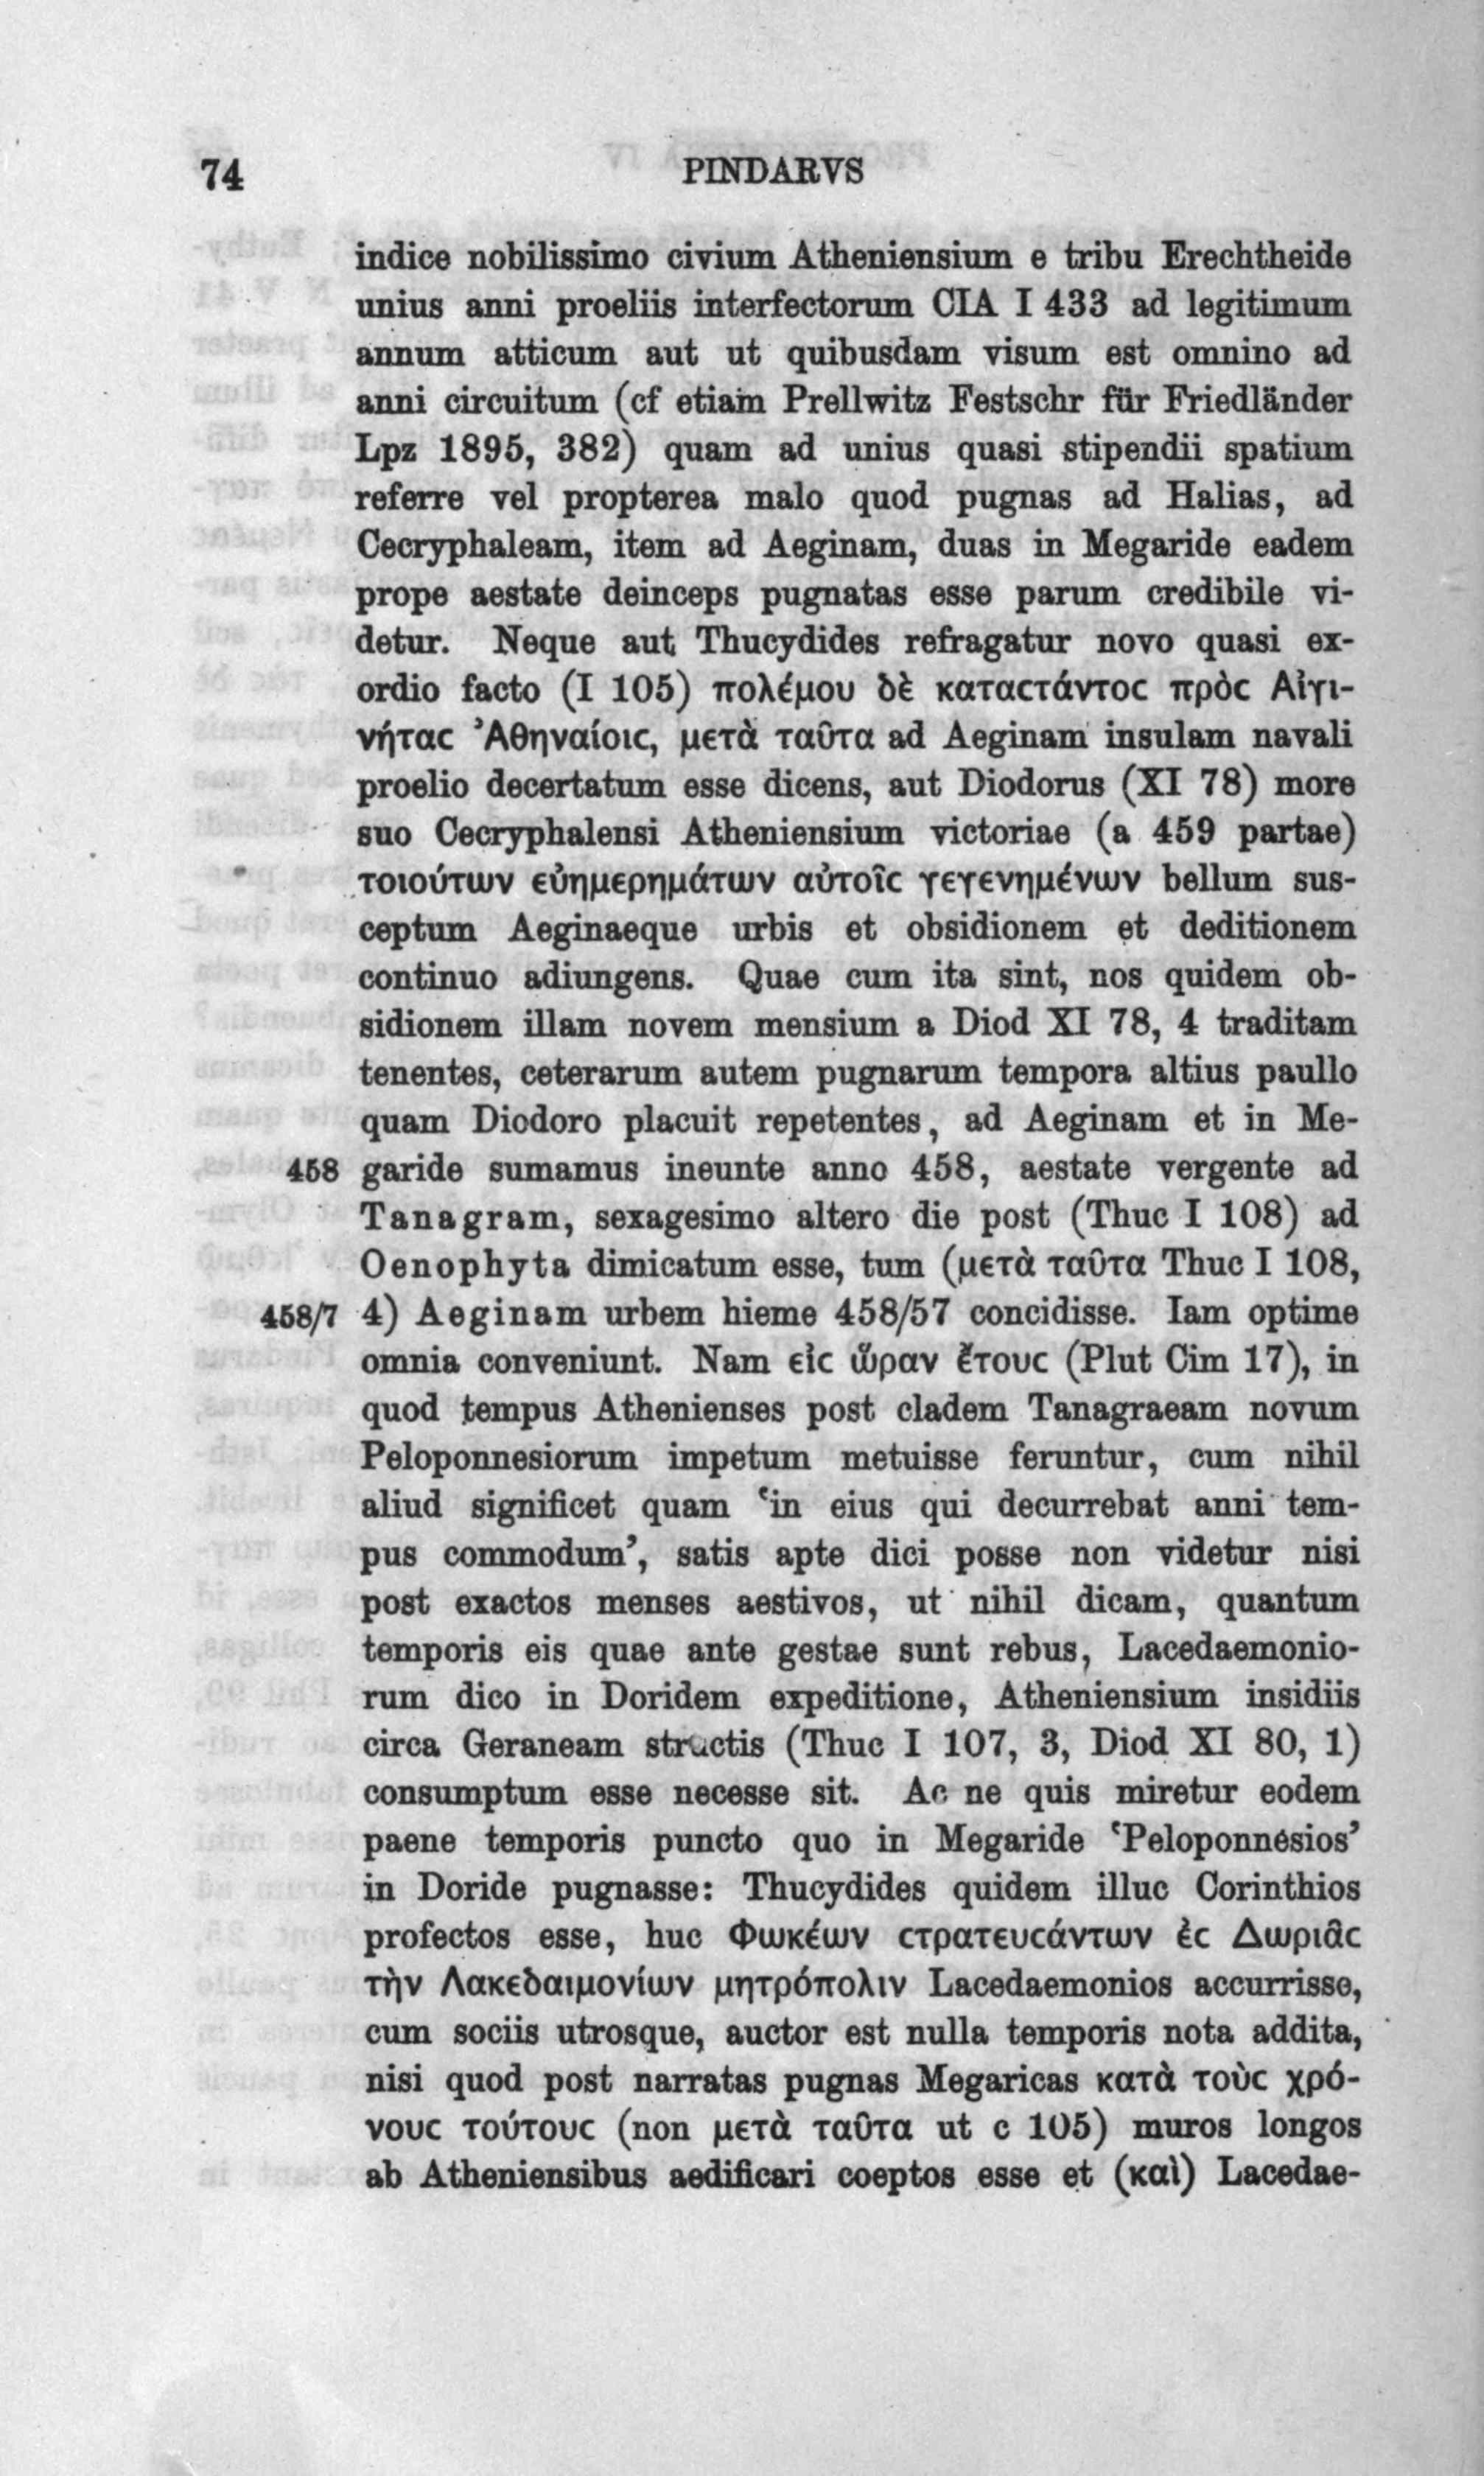 74 PINDARVS
indice nobilissimo civium Atheniensium e tribu Erechtheide
unius anni proeliis interfectorum CIA I 433 ad legitimum
annum atticum aut ut quibusdam visum est omnino ad
anni circuitum (cf etiam Prellwitz Festschr für Friedländer
Lpz 1895, 382) quam ad unius quasi stipendii spatium
referre vel propterea malo quod pugnas ad Halias, ad
Cecryphaleam, item ad Aeginam, duas in Megaride eadem
prope aestate deinceps pugnatas esse parum credibile vi-
detur. Neque aut Thucydides refragatur novo quasi ex-
ordio facto (I 105) πολέμου δὲ καταϲτάντοϲ πρὸϲ Αἰγι-
νήταϲ Ἀθηναίοιϲ, μετὰ ταῦτα ad Aeginam insulam navali
proelio decertatum esse dicens, aut Diodorus (XI 78) more
suo Cecryphalensi Atheniensium victoriae (a 459 partae)
τοιούτων εὐημερημάτων αὐτοῖϲ γεγενημένων bellum sus-
ceptum Aeginaeque urbis et obsidionem et deditionem
continuo adiungens. Quae cum ita sint, nos quidem ob-
sidionem illam novem mensium a Diod XI 78, 4 traditam
tenentes, ceterarum autem pugnarum tempora altius paullo
quam Diodoro placuit repetentes, ad Aeginam et in Me-
458 garide sumamus ineunte anno 458, aestate vergente ad
Tanagram, sexagesimo altero die post (Thuc I 108) ad
Oenophyta dimicatum esse, tum (μετὰ ταῦτα Thuc I 108,
458/7 4) Aeginam urbem hieme 458/57 concidisse. Iam optime
omnia conveniunt. Nam εἰϲ ὥραν ἔτουϲ (Plut Cim 17), in
quod tempus Athenienses post cladem Tanagraeam novum
Peloponnesiorum impetum metuisse feruntur, cum nihil
aliud significet quam ‘in eius qui decurrebat anni tem-
pus commodum’, satis apte dici posse non videtur nisi
post exactos menses aestivos, ut nihil dicam, quantum
temporis eis quae ante gestae sunt rebus, Lacedaemonio-
rum dico in Doridem expeditione, Atheniensium insidiis
circa Geraneam structis (Thuc I 107, 3, Diod XI 80, 1)
consumptum esse necesse sit. Ac ne quis miretur eodem
paene temporis puncto quo in Megaride ‘Peloponnesios’
in Doride pugnasse: Thucydides quidem illuc Corinthios
profectos esse, huc Φωκέων ϲτρατευϲάντων ἐϲ Δωριᾶϲ
τὴν Λακεδαιμονίων μητρόπολιν Lacedaemonios accurrisse,
cum sociis utrosque, auctor est nulla temporis nota addita,
nisi quod post narratas pugnas Megaricas κατὰ τοὺϲ χρό-
νουϲ τούτουϲ (non μετὰ ταῦτα ut c 105) muros longos
ab Atheniensibus aedificari coeptos esse et (καὶ) Lacedae-